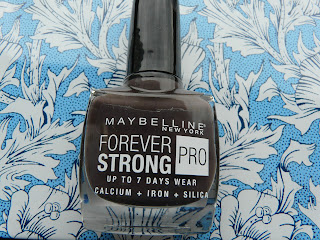 MAYBELLINE
NEW YORK
FOREVER
STRONG PRO
UP TO 7 DAYS WEAR
CALCIUM + IRON + SILICA